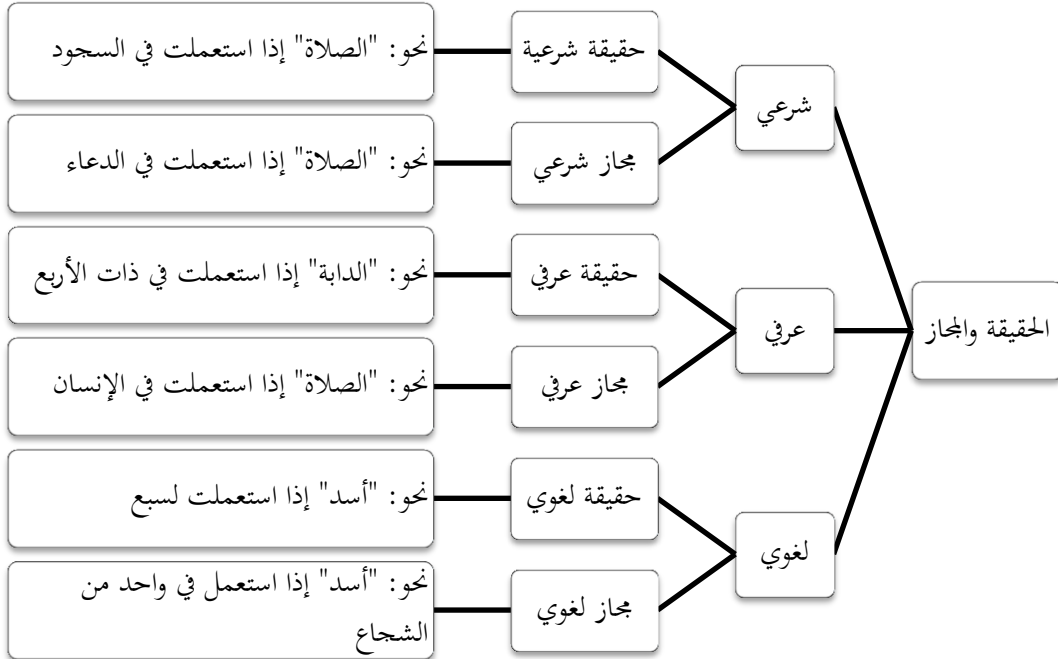 الحقيقة والمجاز
شرعي
حقيقة شرعية
نحو: "الصلاة" إذا استعملت في السجود
مجاز شرعي
نحو: "الصلاة" إذا استعملت في الدعاء
عرفي
حقيقة عرفي
نحو: "الدابة" إذا استعملت في ذات الأربع
مجاز عرفي
نحو: "الصلاة" إذا استعملت في الإنسان
لغوي
حقيقة لغوي
نحو: "أسد" إذا استعملت لسبع
مجاز لغوي
نحو: "أسد" إذا استعمل في واحد من
الشجاع